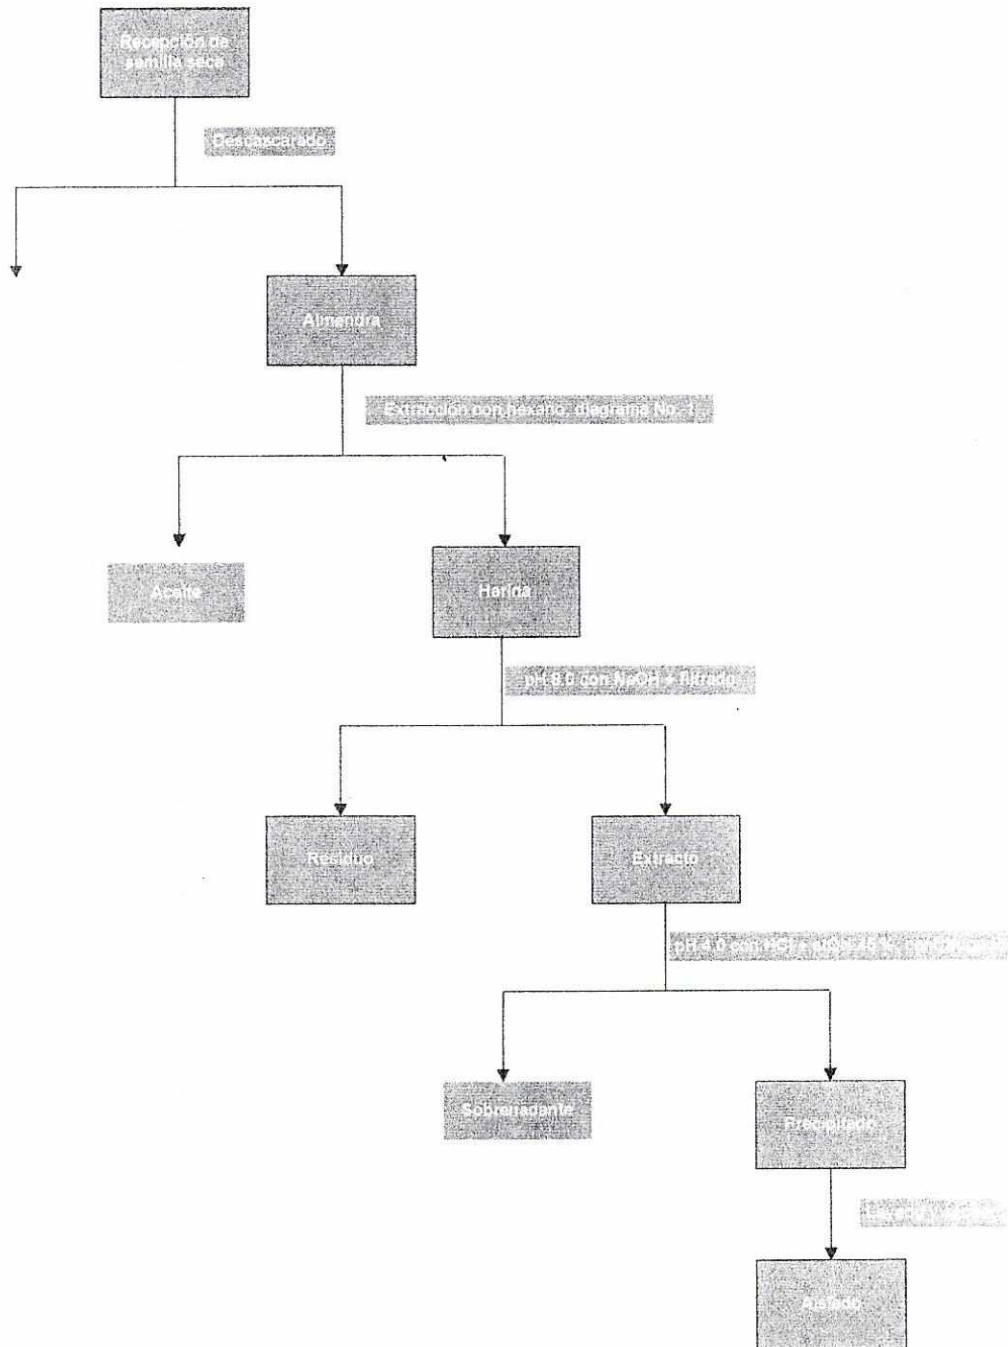 Recepción de
semilla seca
Descascarado
Almendra
Extracción con hexano, diagrama No. 1
Aceite
Harina
pH 8.0 con NaOH + filtrado
Residuo
Extracto
pH 4.0 con HCl +
Sobrenadante
Precipitado
Aislado